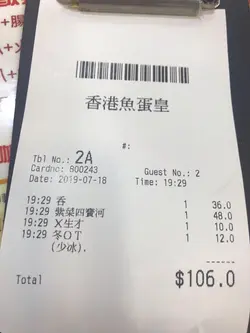 香港魚蛋皇
#:
Tbl No.: 2A
Cardno: 800243 Guest No.: 2
Date: 2019-07-18 Time: 19:29
19:29 吞 1 36.0
19:29 紫菜四寶河 1 48.0
19:29 X生才 1 10.0
19:29 冬OT 1 12.0
(少冰),
Total $106.0